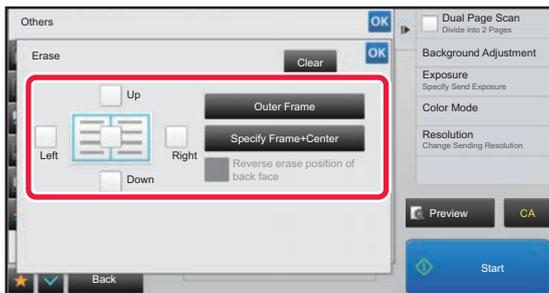 Others
OK
Erase
Clear
OK
Up
Left
Right
Down
Outer Frame
Specify Frame+Center
Reverse erase position of
back face
Back
Dual Page Scan
Divide into 2 Pages
Background Adjustment
Exposure
Specify Send Exposure
Color Mode
Resolution
Change Sending Resolution
Preview
CA
Start